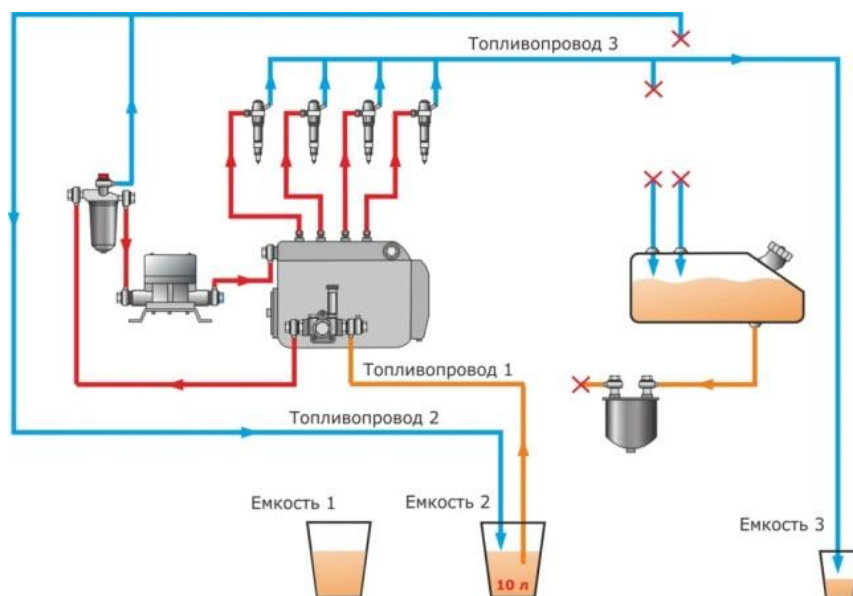 Топливопровод 3
Топливопровод 1
Топливопровод 2
Емкость 1
Емкость 2
Емкость 3
10 л